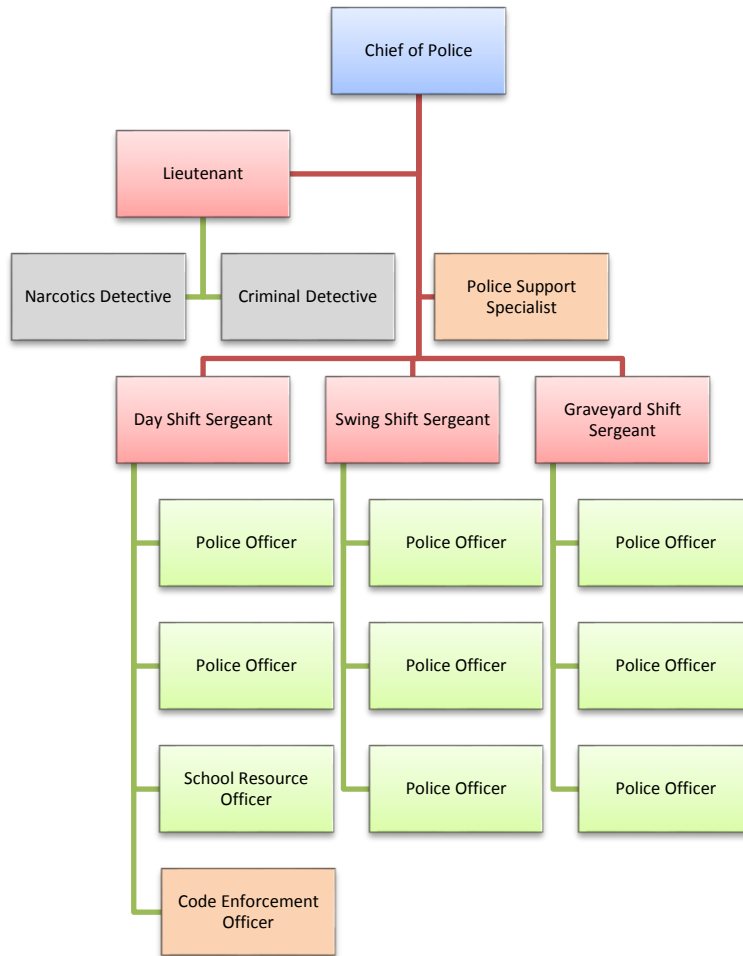 Chief of Police
Lieutenant
Narcotics Detective
Criminal Detective
Police Support
Specialist
Day Shift Sergeant
Swing Shift Sergeant
Graveyard Shift
Sergeant
Police Officer
Police Officer
Police Officer
Police Officer
Police Officer
Police Officer
School Resource
Officer
Police Officer
Police Officer
Code Enforcement
Officer